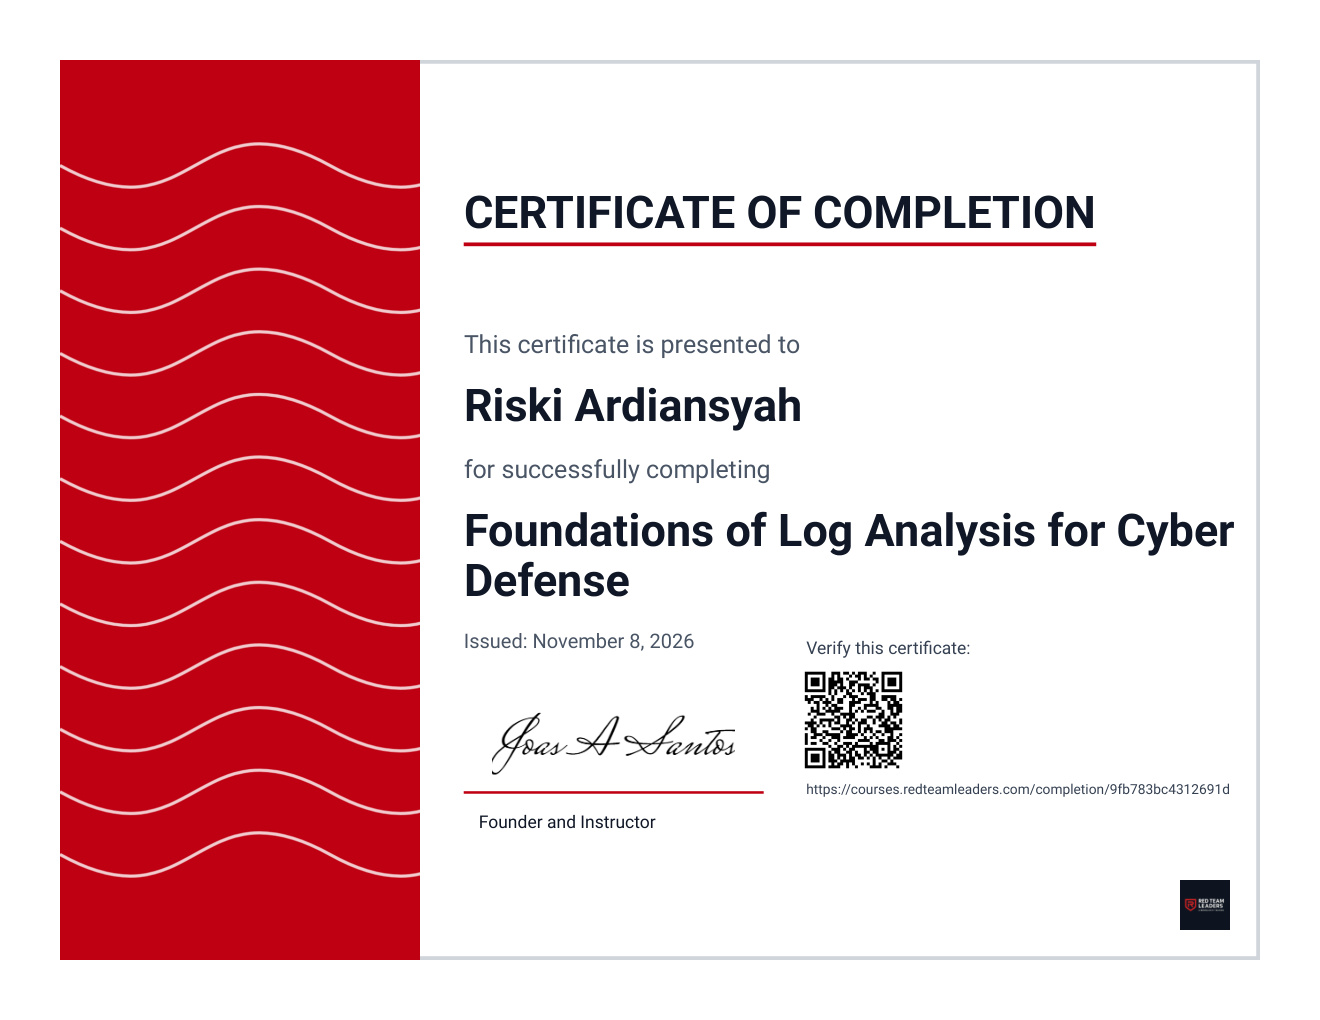 CERTIFICATE OF COMPLETION
This certificate is presented to
Riski Ardiansyah
for successfully completing
Foundations of Log Analysis for Cyber
Defense
Issued: November 8, 2026
Verify this certificate:
Joas A Santos
https://courses.redteamleaders.com/completion/9fb783bc4312691d
Founder and Instructor
RED TEAM
LEADERS